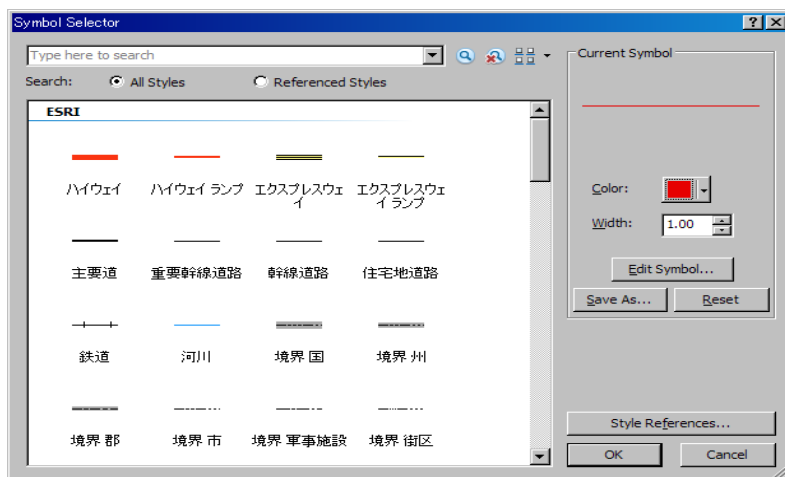 Symbol Selector
Type here to search
Search: All Styles Referenced Styles
ESRI
ハイウェイ ハイウェイ ランプ エクスプレスウェイ エクスプレスウェイ ランプ
主要道 重要幹線道路 幹線道路 住宅地道路
鉄道 河川 境界 国 境界 州
境界 郡 境界 市 境界 軍事施設 境界 街区
Current Symbol
Color:
Width: 1.00
Edit Symbol...
Save As... Reset
Style References...
OK Cancel